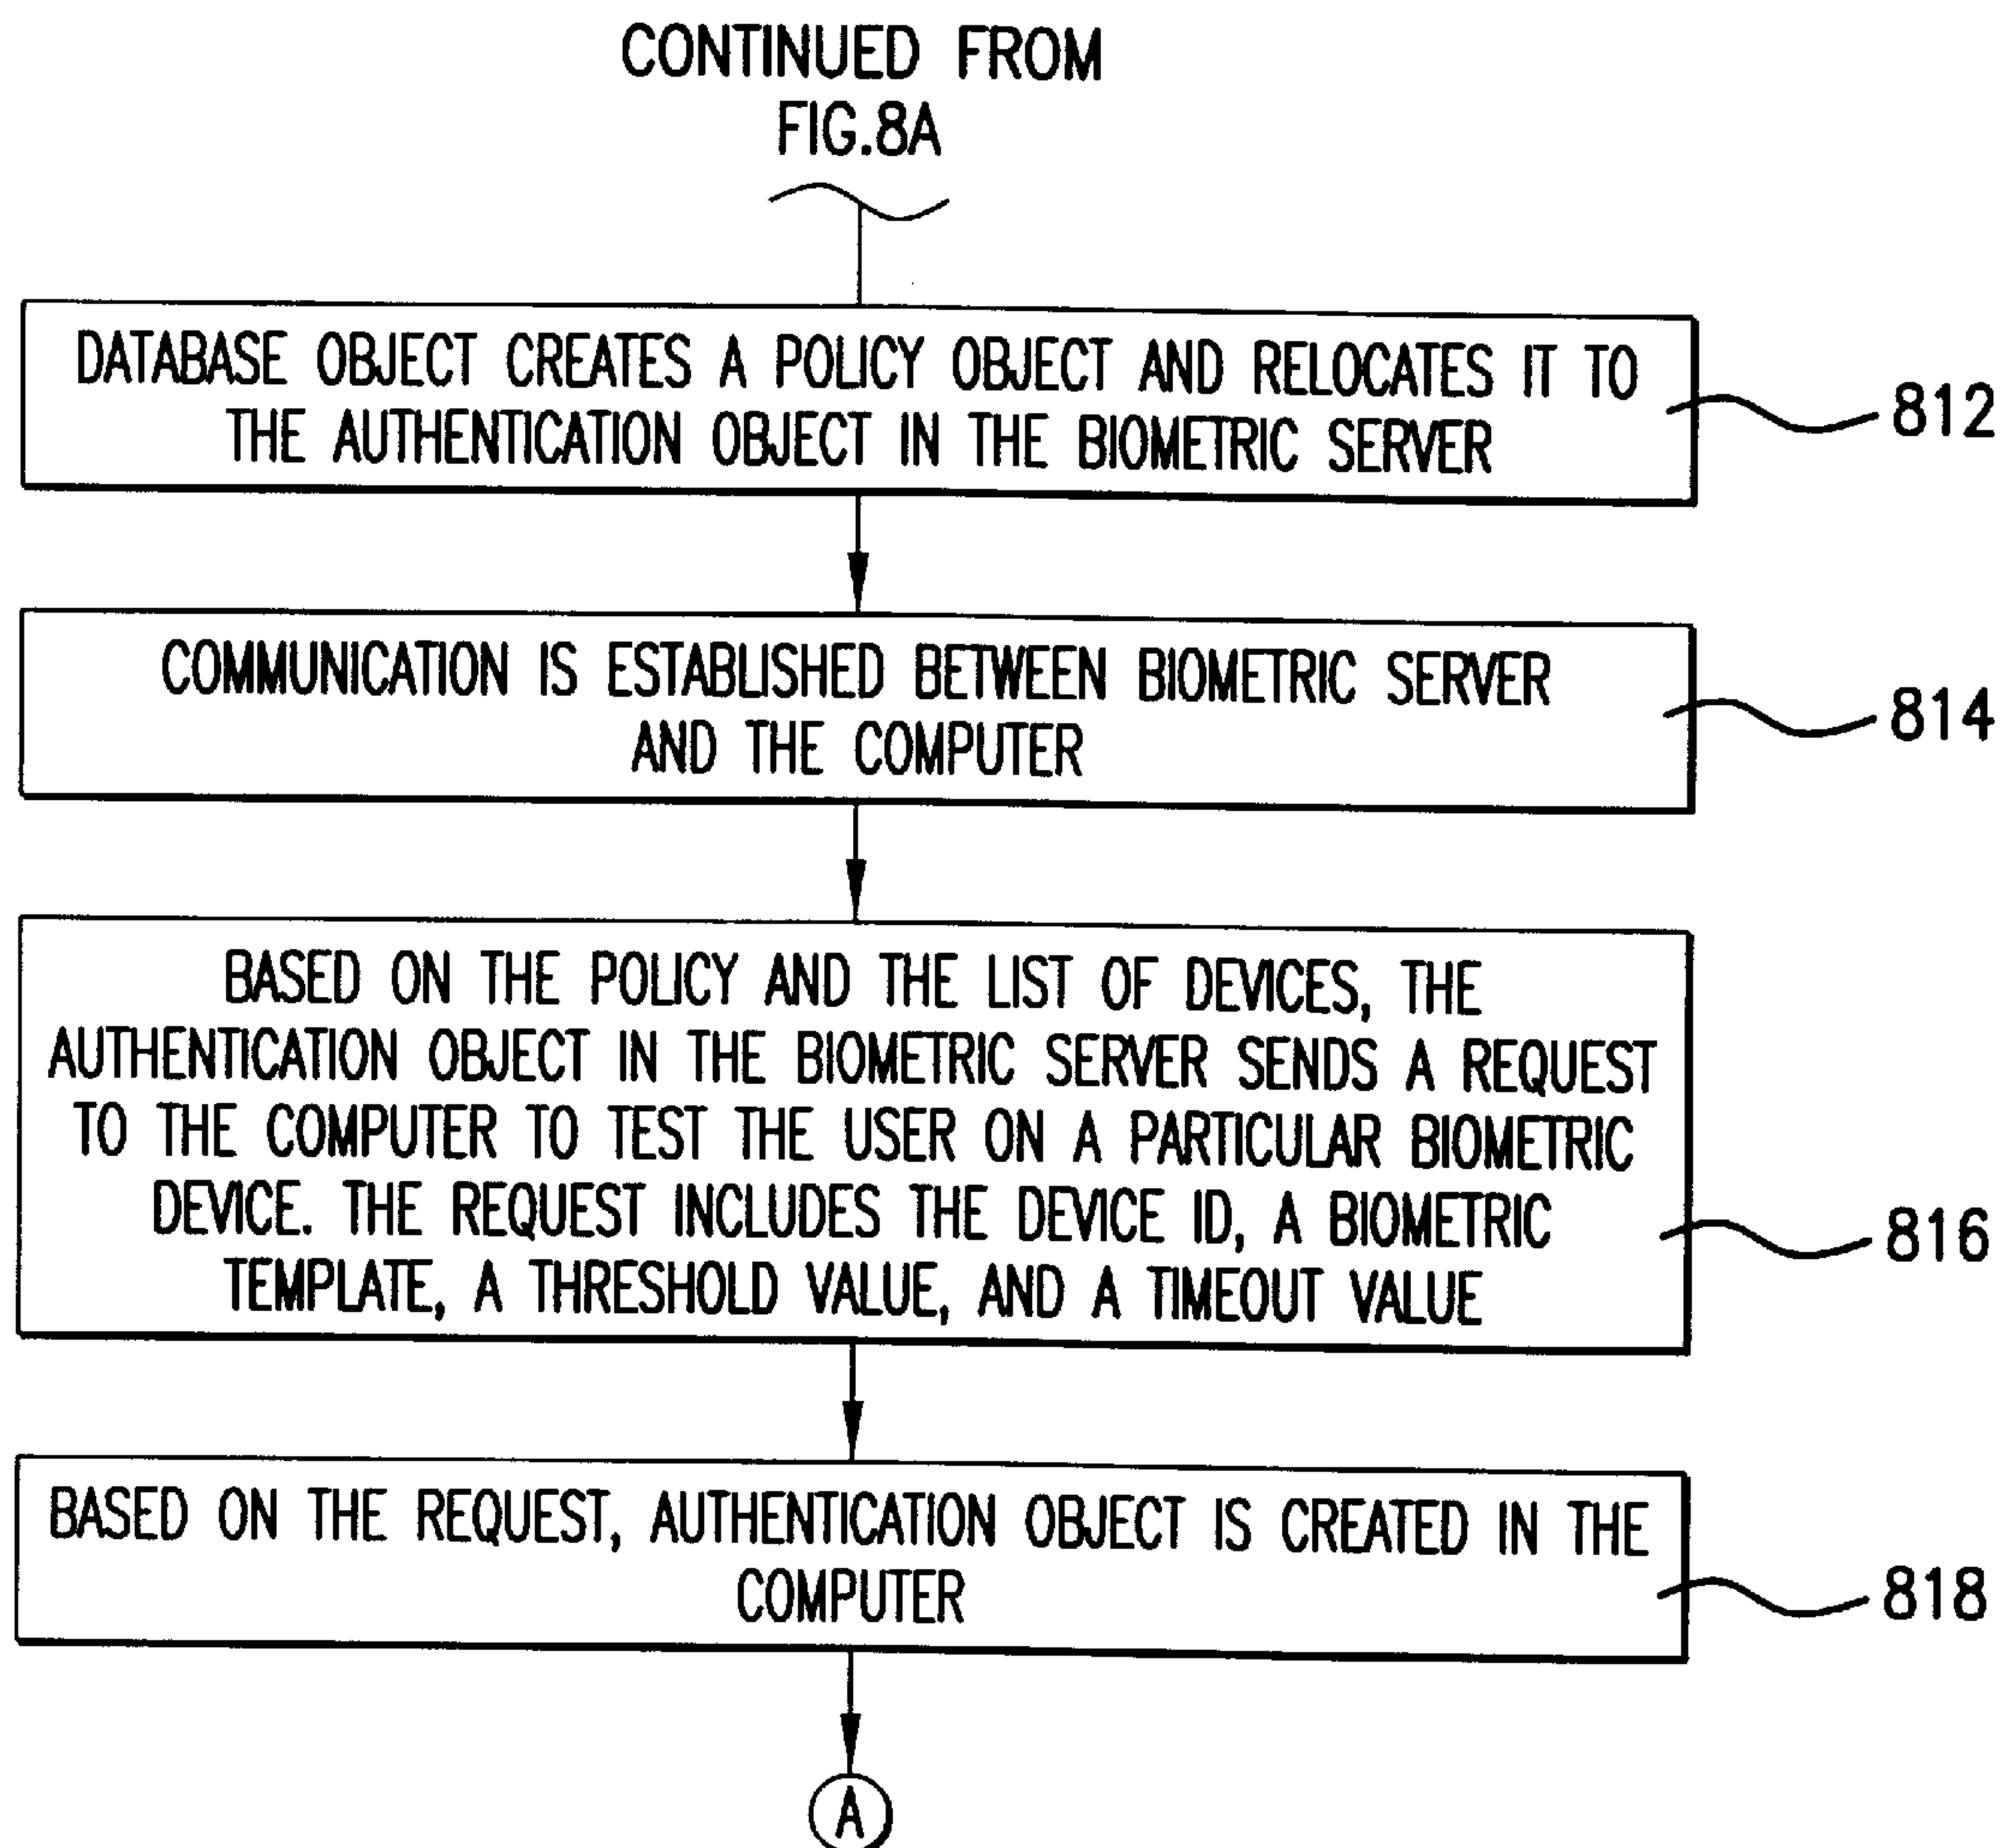 CONTINUED FROM
FIG.8A
DATABASE OBJECT CREATES A POLICY OBJECT AND RELOCATES IT TO
THE AUTHENTICATION OBJECT IN THE BIOMETRIC SERVER
812
COMMUNICATION IS ESTABLISHED BETWEEN BIOMETRIC SERVER
AND THE COMPUTER
814
BASED ON THE POLICY AND THE LIST OF DEVICES, THE
AUTHENTICATION OBJECT IN THE BIOMETRIC SERVER SENDS A REQUEST
TO THE COMPUTER TO TEST THE USER ON A PARTICULAR BIOMETRIC
DEVICE. THE REQUEST INCLUDES THE DEVICE ID, A BIOMETRIC
TEMPLATE, A THRESHOLD VALUE, AND A TIMEOUT VALUE
816
BASED ON THE REQUEST, AUTHENTICATION OBJECT IS CREATED IN THE
COMPUTER
818
A